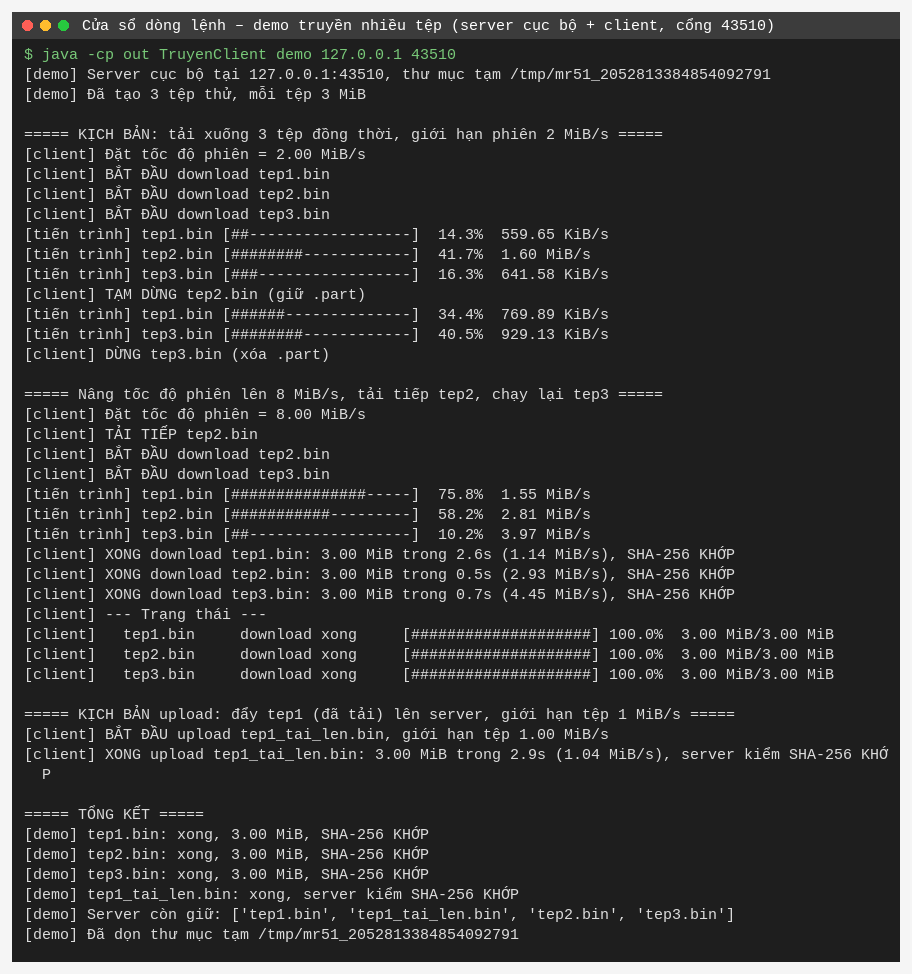 Cửa sổ dòng lệnh – demo truyền nhiều tệp (server cục bộ + client, cổng 43510)
$ java -cp out TruyenClient demo 127.0.0.1 43510
[demo] Server cục bộ tại 127.0.0.1:43510, thư mục tạm /tmp/mr51_2052813384854092791
[demo] Đã tạo 3 tệp thử, mỗi tệp 3 MiB
===== KỊCH BẢN: tải xuống 3 tệp đồng thời, giới hạn phiên 2 MiB/s =====
[client] Đặt tốc độ phiên = 2.00 MiB/s
[client] BẮT ĐẦU download tep1.bin
[client] BẮT ĐẦU download tep2.bin
[client] BẮT ĐẦU download tep3.bin
[tiến trình] tep1.bin [##------------------]  14.3%  559.65 KiB/s
[tiến trình] tep2.bin [########------------]  41.7%  1.60 MiB/s
[tiến trình] tep3.bin [###-----------------]  16.3%  641.58 KiB/s
[client] TẠM DỪNG tep2.bin (giữ .part)
[tiến trình] tep1.bin [######--------------]  34.4%  769.89 KiB/s
[tiến trình] tep3.bin [########------------]  40.5%  929.13 KiB/s
[client] DỪNG tep3.bin (xóa .part)
===== Nâng tốc độ phiên lên 8 MiB/s, tải tiếp tep2, chạy lại tep3 =====
[client] Đặt tốc độ phiên = 8.00 MiB/s
[client] TẢI TIẾP tep2.bin
[client] BẮT ĐẦU download tep2.bin
[client] BẮT ĐẦU download tep3.bin
[tiến trình] tep1.bin [###############-----]  75.8%  1.55 MiB/s
[tiến trình] tep2.bin [###########---------]  58.2%  2.81 MiB/s
[tiến trình] tep3.bin [##------------------]  10.2%  3.97 MiB/s
[client] XONG download tep1.bin: 3.00 MiB trong 2.6s (1.14 MiB/s), SHA-256 KHỚP
[client] XONG download tep2.bin: 3.00 MiB trong 0.5s (2.93 MiB/s), SHA-256 KHỚP
[client] XONG download tep3.bin: 3.00 MiB trong 0.7s (4.45 MiB/s), SHA-256 KHỚP
[client] --- Trạng thái ---
[client]   tep1.bin     download xong     [####################] 100.0%  3.00 MiB/3.00 MiB
[client]   tep2.bin     download xong     [####################] 100.0%  3.00 MiB/3.00 MiB
[client]   tep3.bin     download xong     [####################] 100.0%  3.00 MiB/3.00 MiB
===== KỊCH BẢN upload: đẩy tep1 (đã tải) lên server, giới hạn tệp 1 MiB/s =====
[client] BẮT ĐẦU upload tep1_tai_len.bin, giới hạn tệp 1.00 MiB/s
[client] XONG upload tep1_tai_len.bin: 3.00 MiB trong 2.9s (1.04 MiB/s), server kiểm SHA-256 KHỚ
P
===== TỔNG KẾT =====
[demo] tep1.bin: xong, 3.00 MiB, SHA-256 KHỚP
[demo] tep2.bin: xong, 3.00 MiB, SHA-256 KHỚP
[demo] tep3.bin: xong, 3.00 MiB, SHA-256 KHỚP
[demo] tep1_tai_len.bin: xong, server kiểm SHA-256 KHỚP
[demo] Server còn giữ: ['tep1.bin', 'tep1_tai_len.bin', 'tep2.bin', 'tep3.bin']
[demo] Đã dọn thư mục tạm /tmp/mr51_2052813384854092791